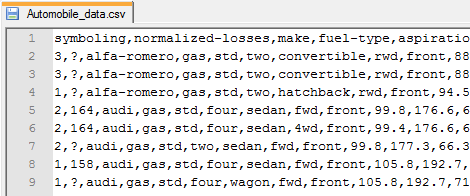 Automobile_data.csv
1 symboling,normalized-losses,make,fuel-type,aspiratio
2 3,?,alfa-romero,gas,std,two,convertible,rwd,front,88
3 3,?,alfa-romero,gas,std,two,convertible,rwd,front,88
4 1,?,alfa-romero,gas,std,two,hatchback,rwd,front,94.5
5 2,164,audi,gas,std,four,sedan,fwd,front,99.8,176.6,6
6 2,164,audi,gas,std,four,sedan,4wd,front,99.4,176.6,6
7 2,?,audi,gas,std,two,sedan,fwd,front,99.8,177.3,66.3
8 1,158,audi,gas,std,four,sedan,fwd,front,105.8,192.7,
9 1,?,audi,gas,std,four,wagon,fwd,front,105.8,192.7,71